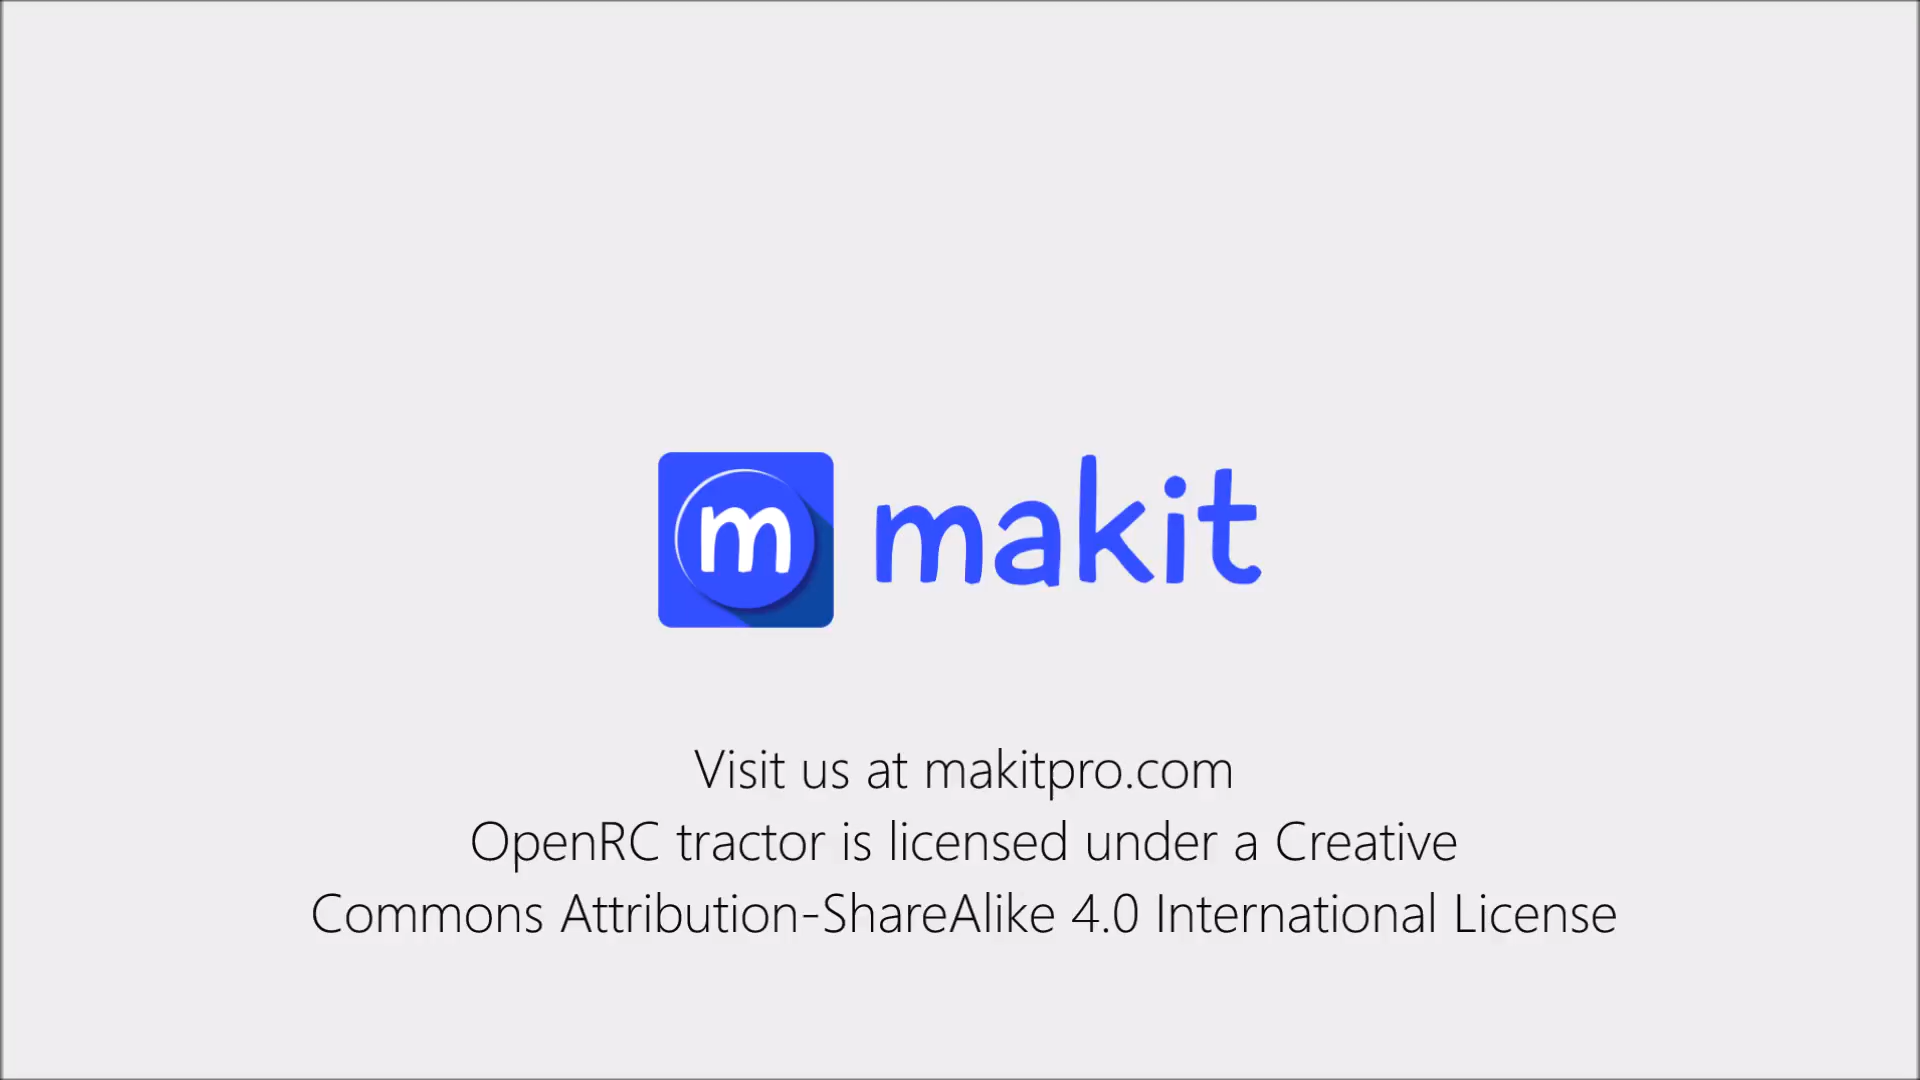 m makit
Visit us at makitpro.com
OpenRC tractor is licensed under a Creative
Commons Attribution-ShareAlike 4.0 International License